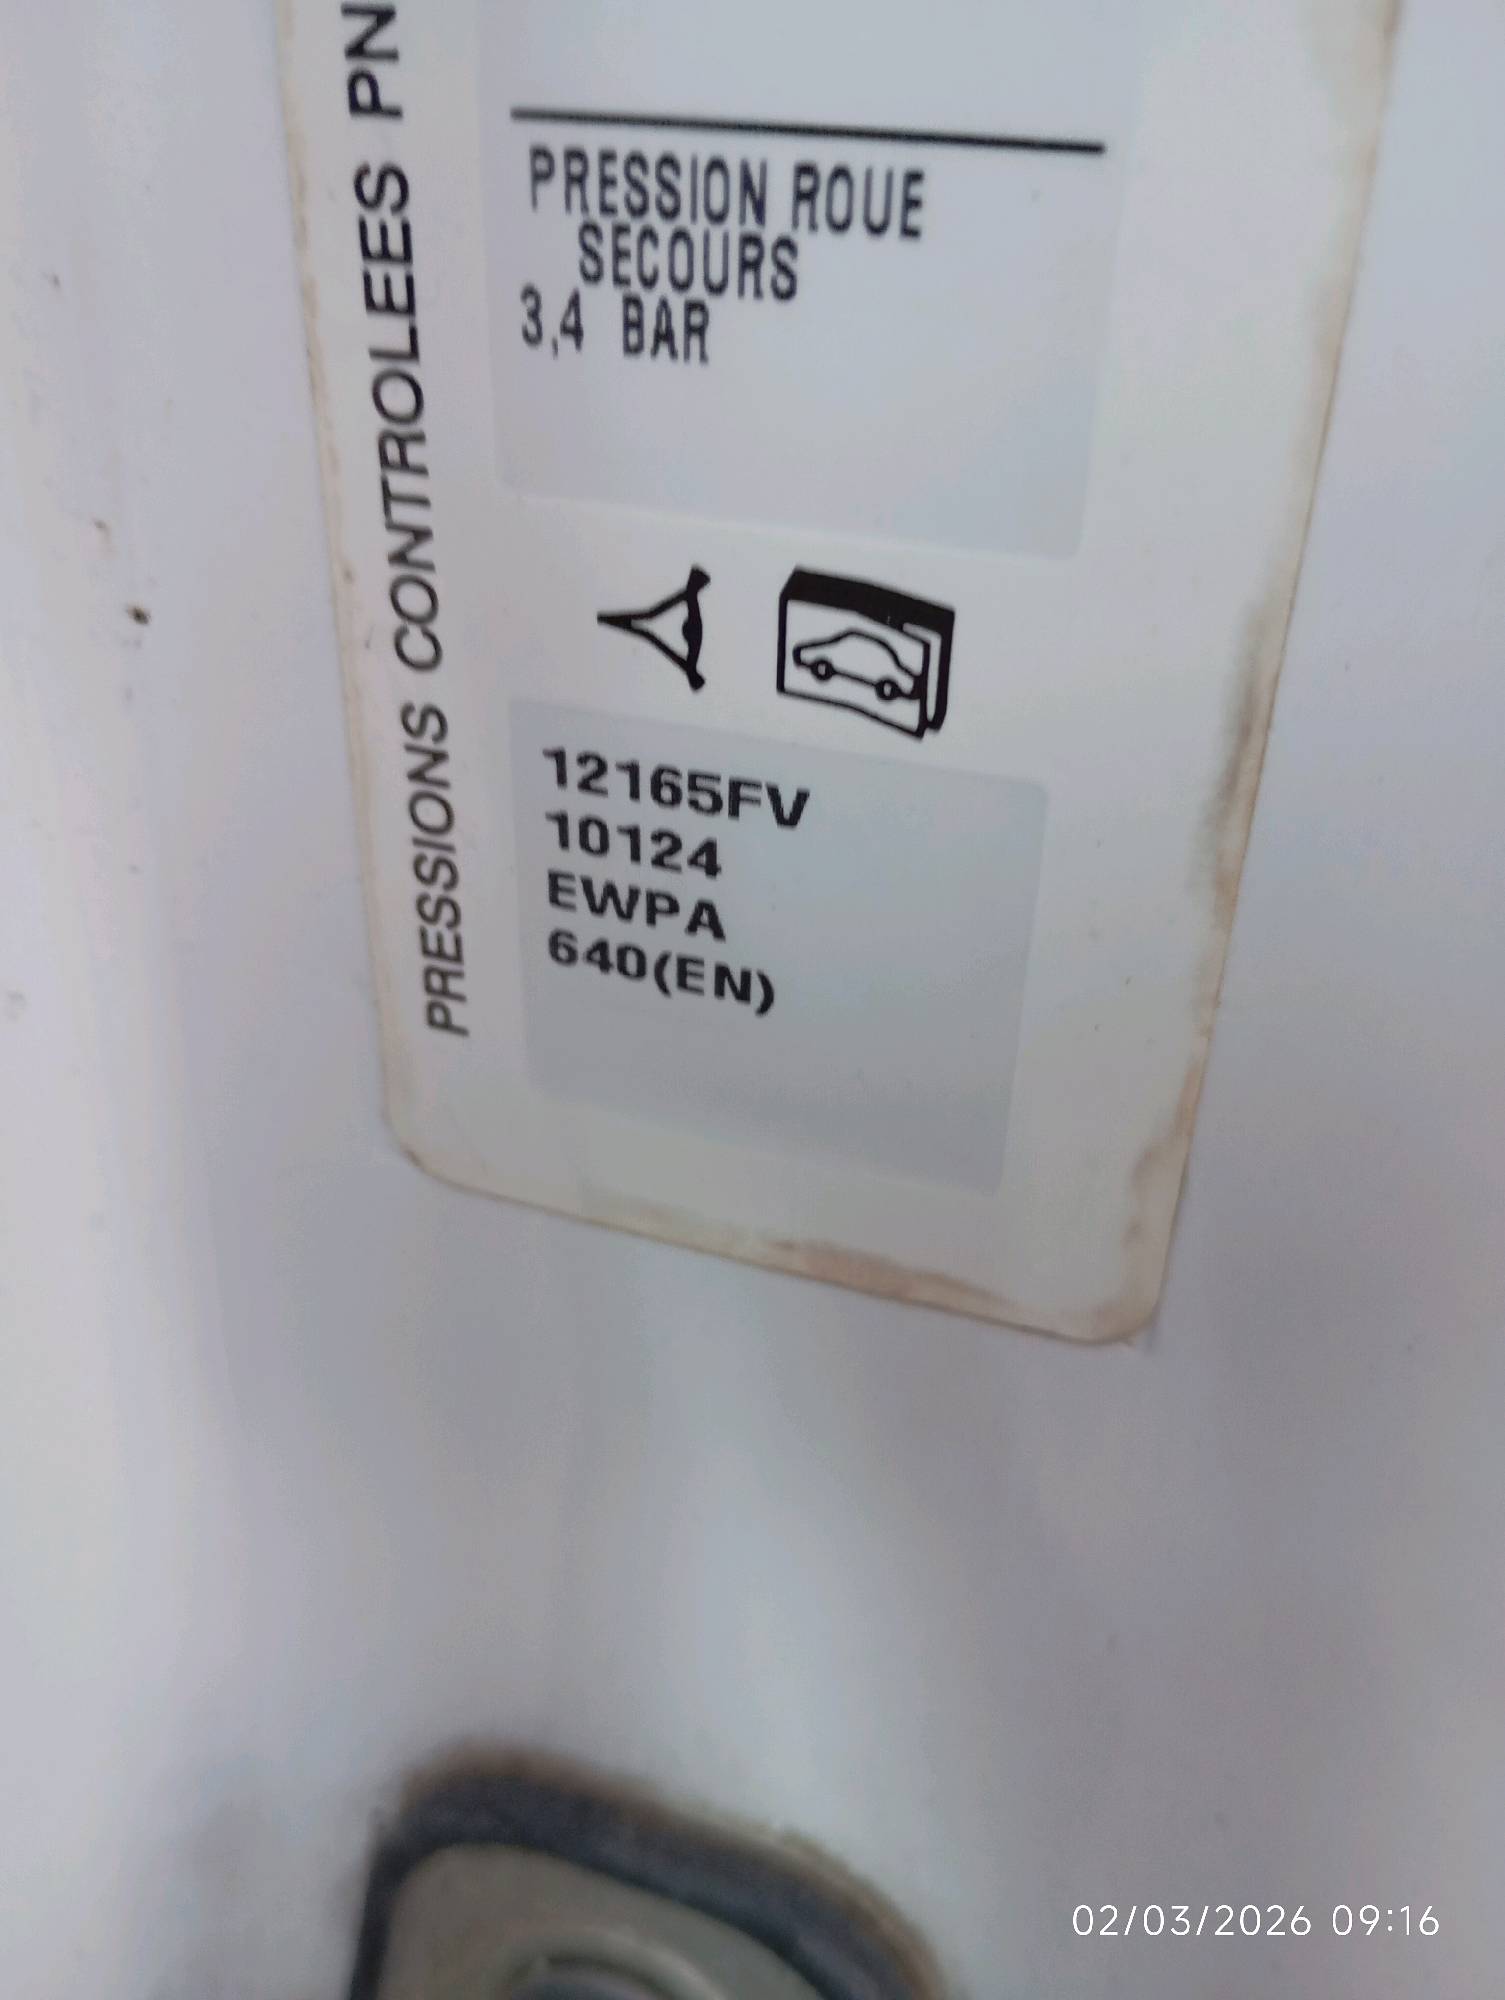 PRESSIONS CONTROLEES PN
PRESSION ROUE
SECOURS
3,4 BAR
12165FV
10124
EWPA
640(EN)
02/03/2026 09:16